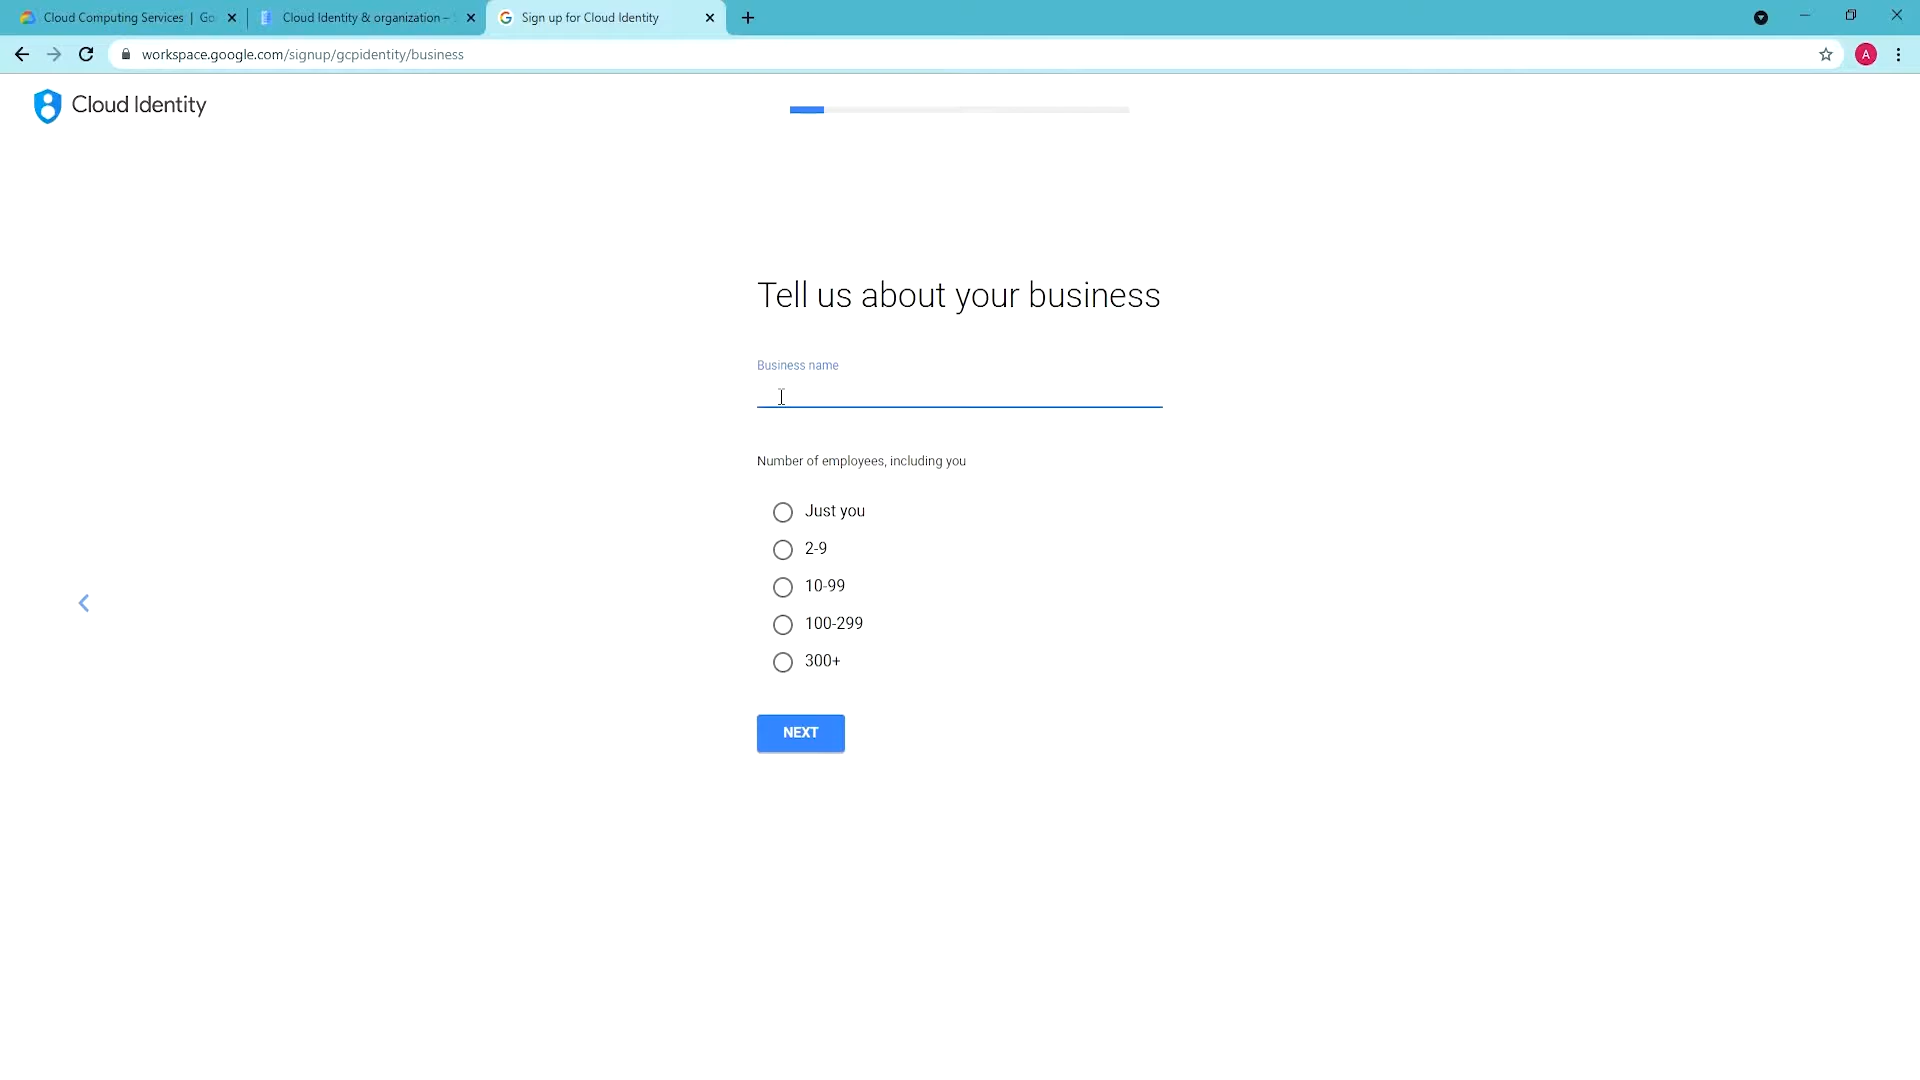 Cloud Computing Services | Go
Cloud Identity & organization –
Sign up for Cloud Identity
workspace.google.com/signup/gcpidentity/business
A
Cloud Identity
Tell us about your business
Business name
Number of employees, including you
Just you
2-9
10-99
100-299
300+
NEXT